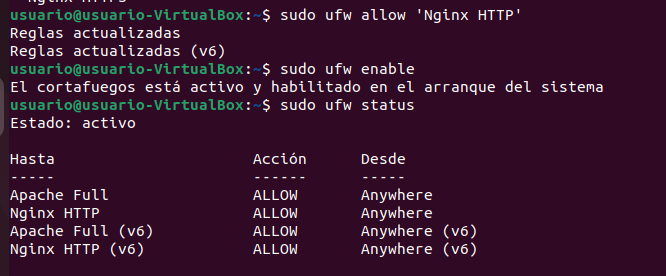 usuario@usuario-VirtualBox:~$ sudo ufw allow 'Nginx HTTP'
Reglas actualizadas
Reglas actualizadas (v6)
usuario@usuario-VirtualBox:~$ sudo ufw enable
El cortafuegos está activo y habilitado en el arranque del sistema
usuario@usuario-VirtualBox:~$ sudo ufw status
Estado: activo
Hasta Acción Desde
----- ------ -----
Apache Full ALLOW Anywhere
Nginx HTTP ALLOW Anywhere
Apache Full (v6) ALLOW Anywhere (v6)
Nginx HTTP (v6) ALLOW Anywhere (v6)